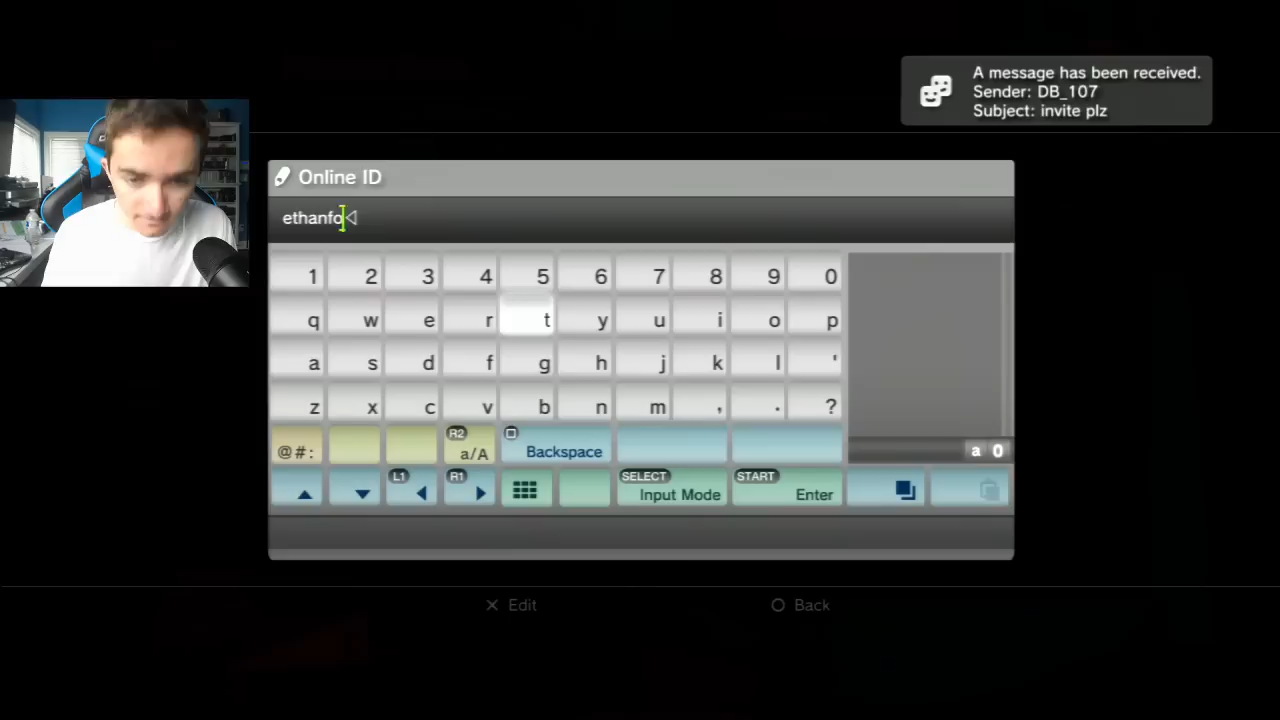 A message has been received.
Sender: DB_107
Subject: invite plz
Online ID
ethanfo
1 2 3 4 5 6 7 8 9 0
q w e r t y u i o p
a s d f g h j k l '
z x c v b n m , . ?
@#: R2 a/A Backspace
a 0
L1 R1 SELECT Input Mode START Enter
Edit Back